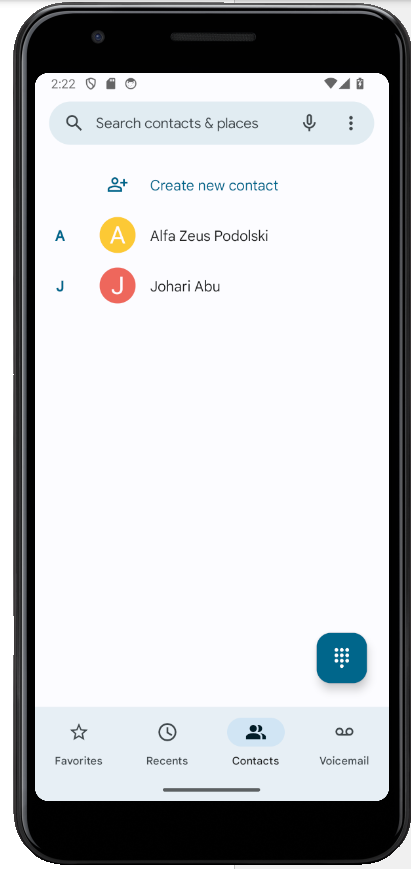 2:22
Search contacts & places
Create new contact
A A Alfa Zeus Podolski
J J Johari Abu
Favorites Recents Contacts Voicemail